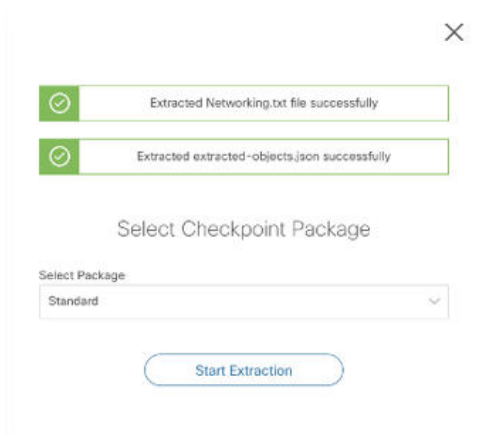 Extracted Networking.txt file successfully
Extracted extracted-objects.json successfully
Select Checkpoint Package
Select Package
Standard
Start Extraction